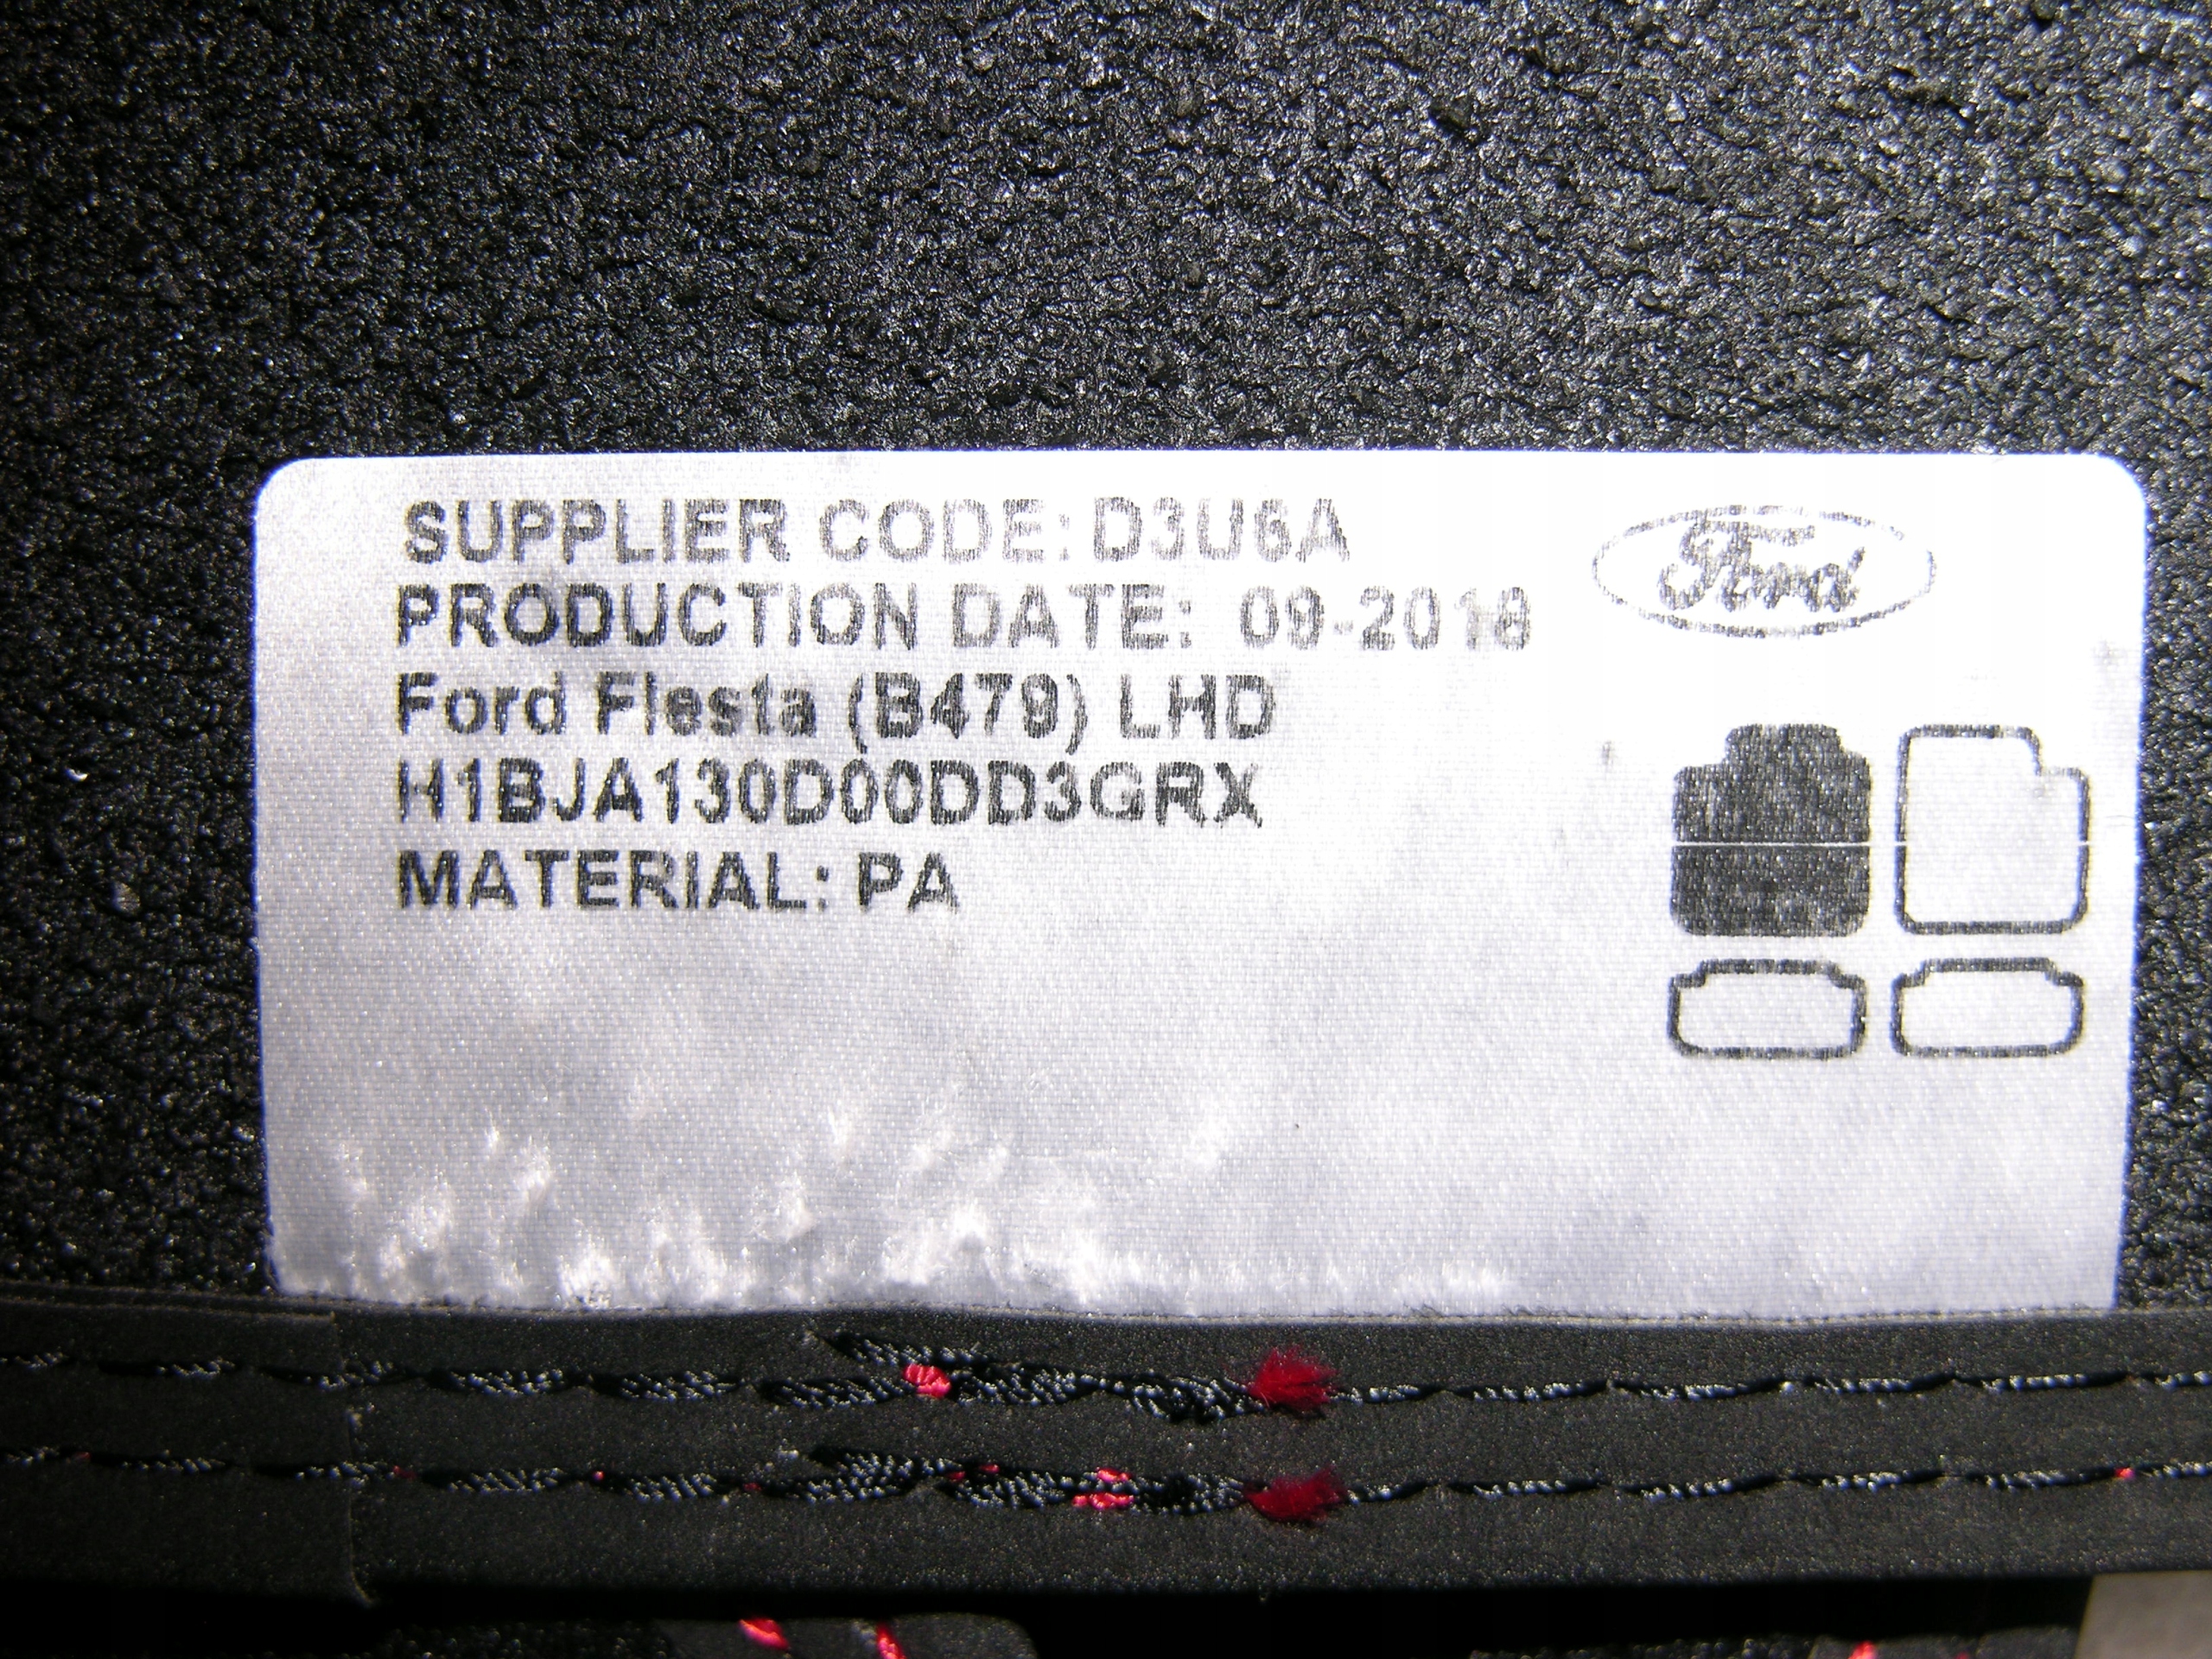 SUPPLIER CODE: D3U6A
Ford
PRODUCTION DATE: 09-2018
Ford Fiesta (B479) LHD
H1BJA130D00DD3GRX
MATERIAL: PA